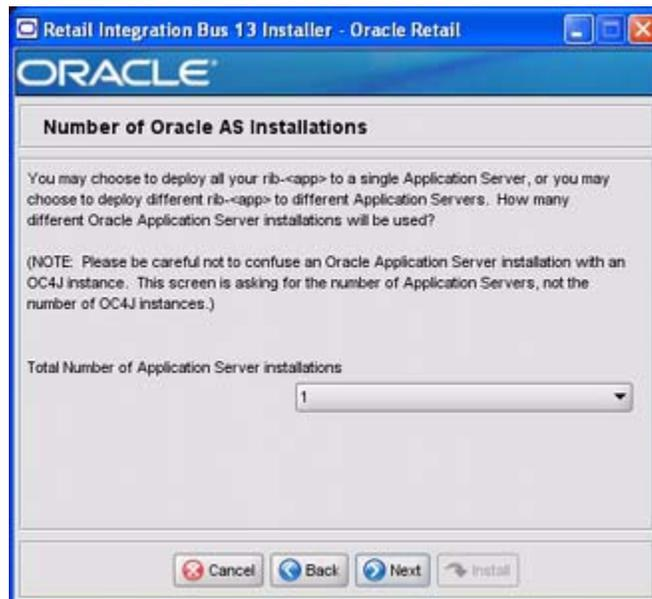 Retail Integration Bus 13 Installer - Oracle Retail
ORACLE
Number of Oracle AS Installations
You may choose to deploy all your rib-<app> to a single Application Server, or you may
choose to deploy different rib-<app> to different Application Servers. How many
different Oracle Application Server installations will be used?
(NOTE: Please be careful not to confuse an Oracle Application Server installation with an
OC4J instance. This screen is asking for the number of Application Servers, not the
number of OC4J instances.)
Total Number of Application Server installations
1
Cancel Back Next Install